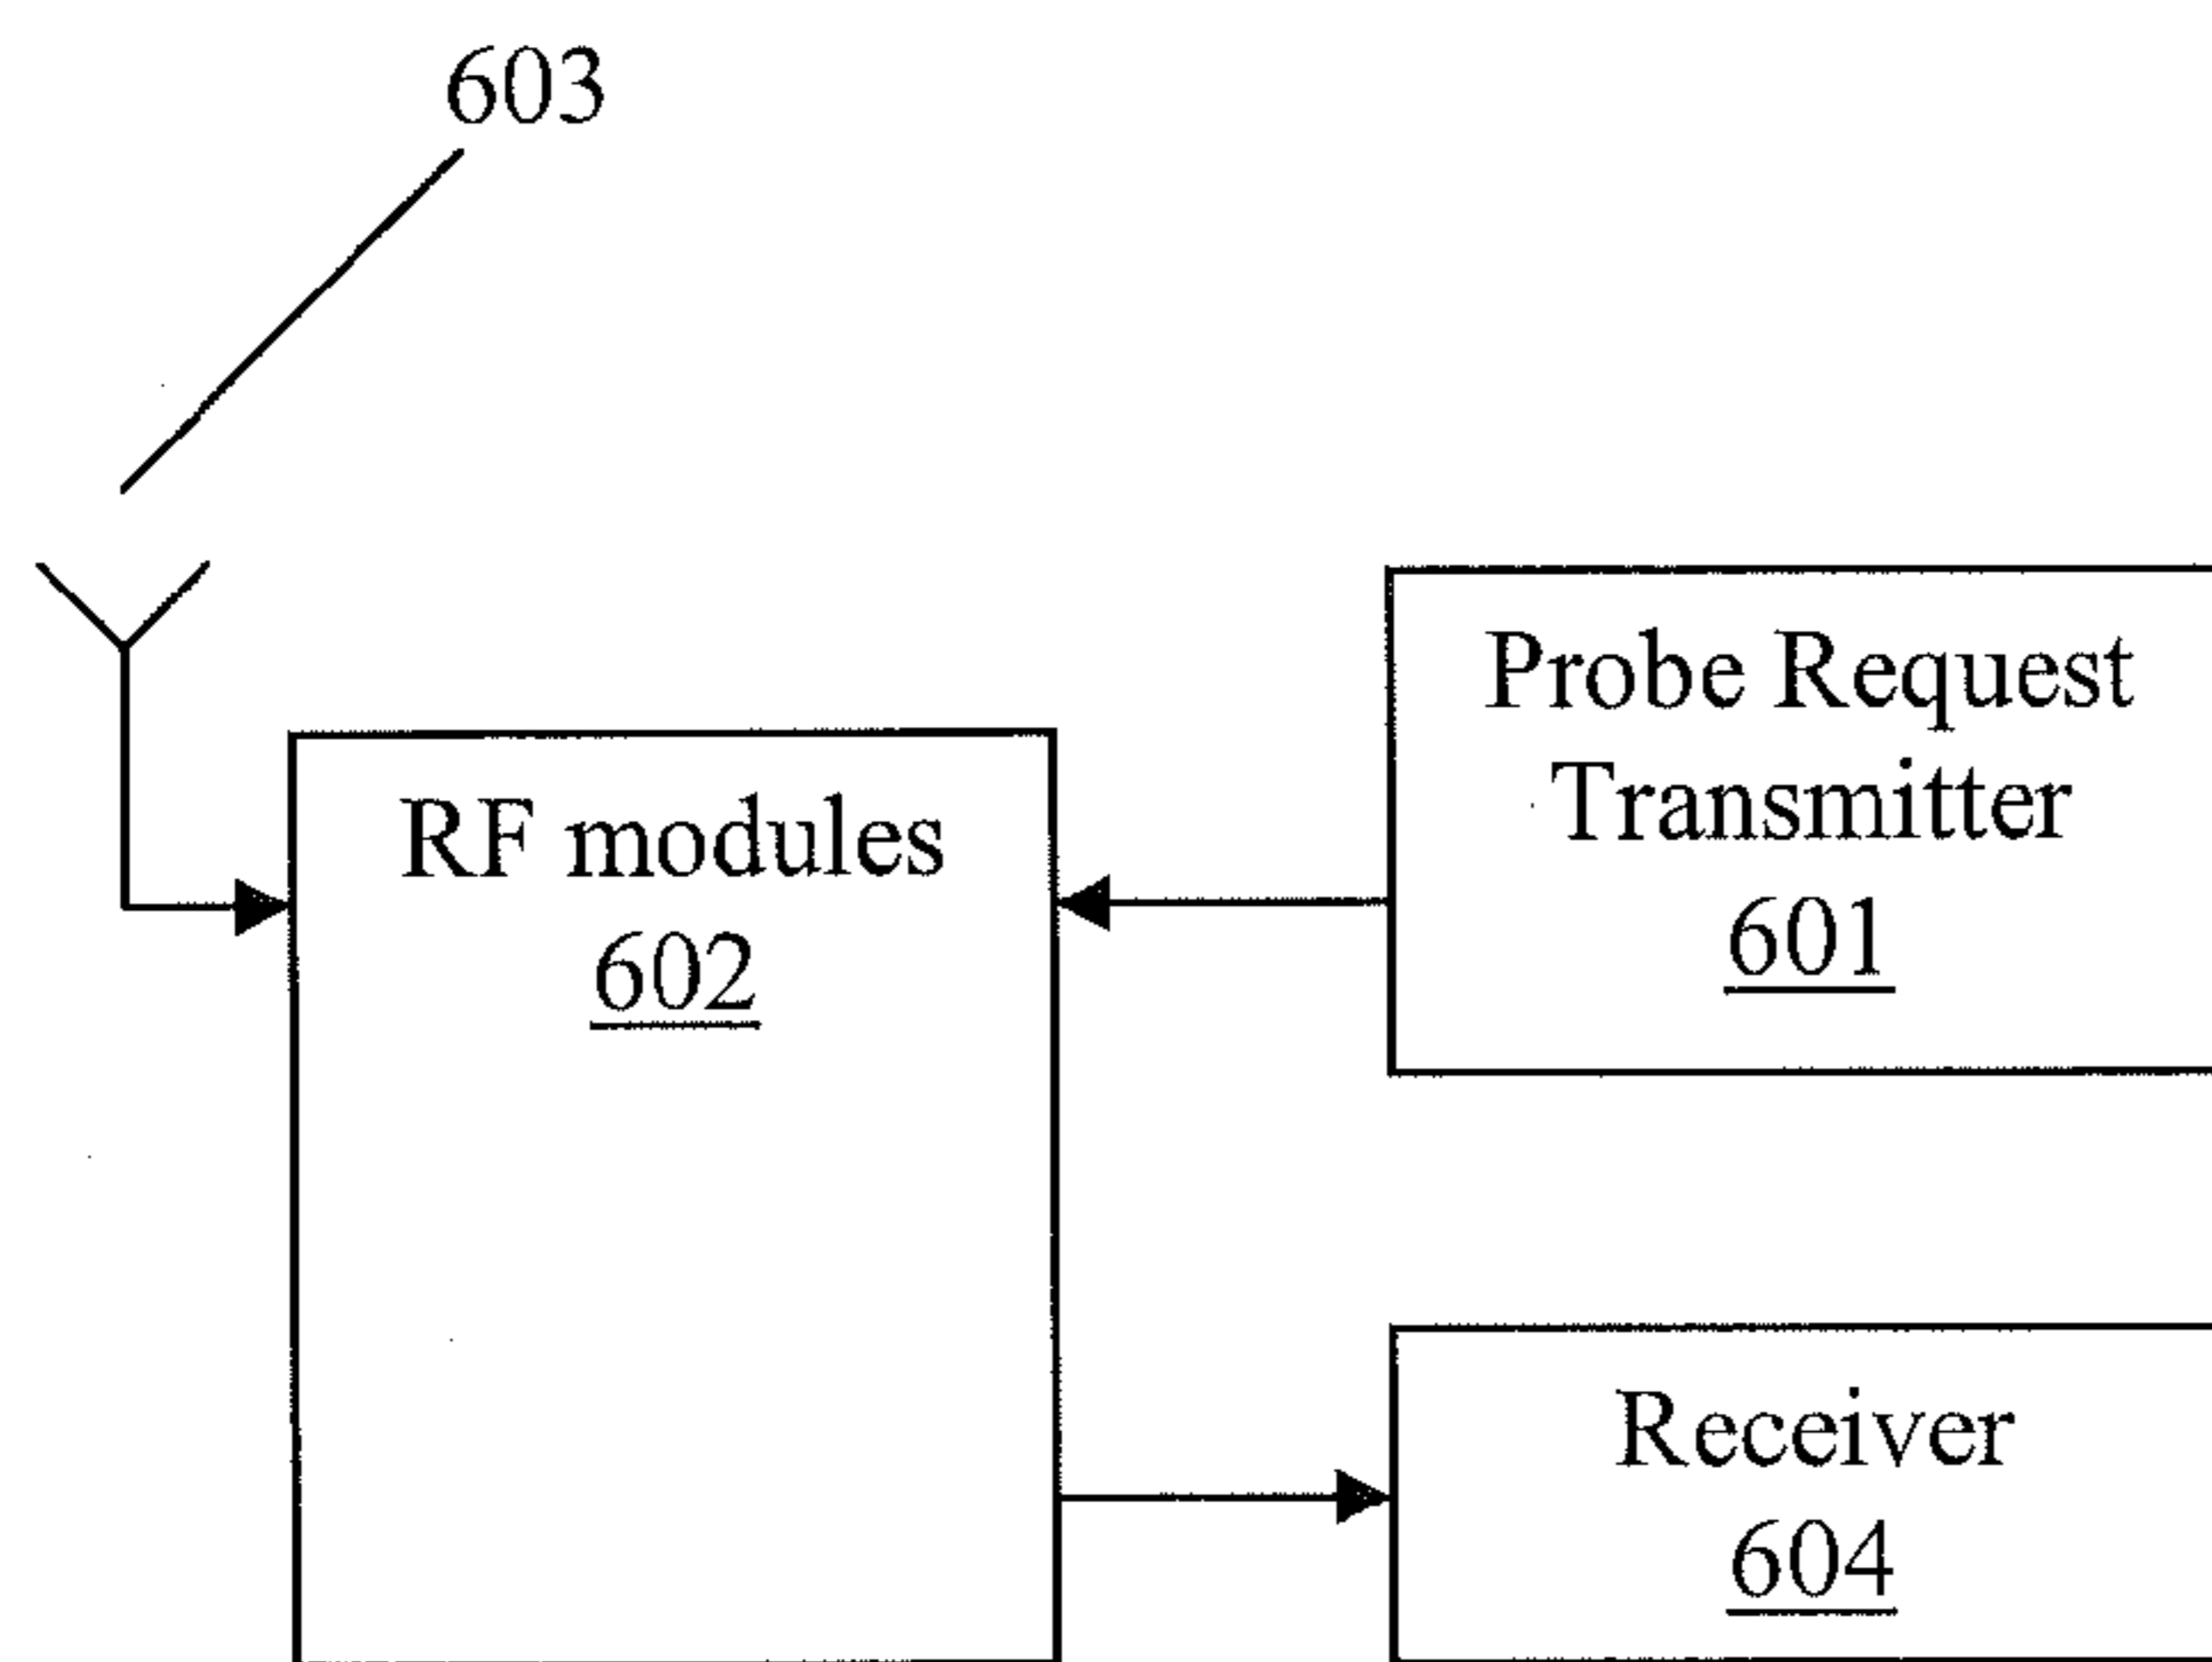 603
RF modules
602
Probe Request
Transmitter
601
Receiver
604